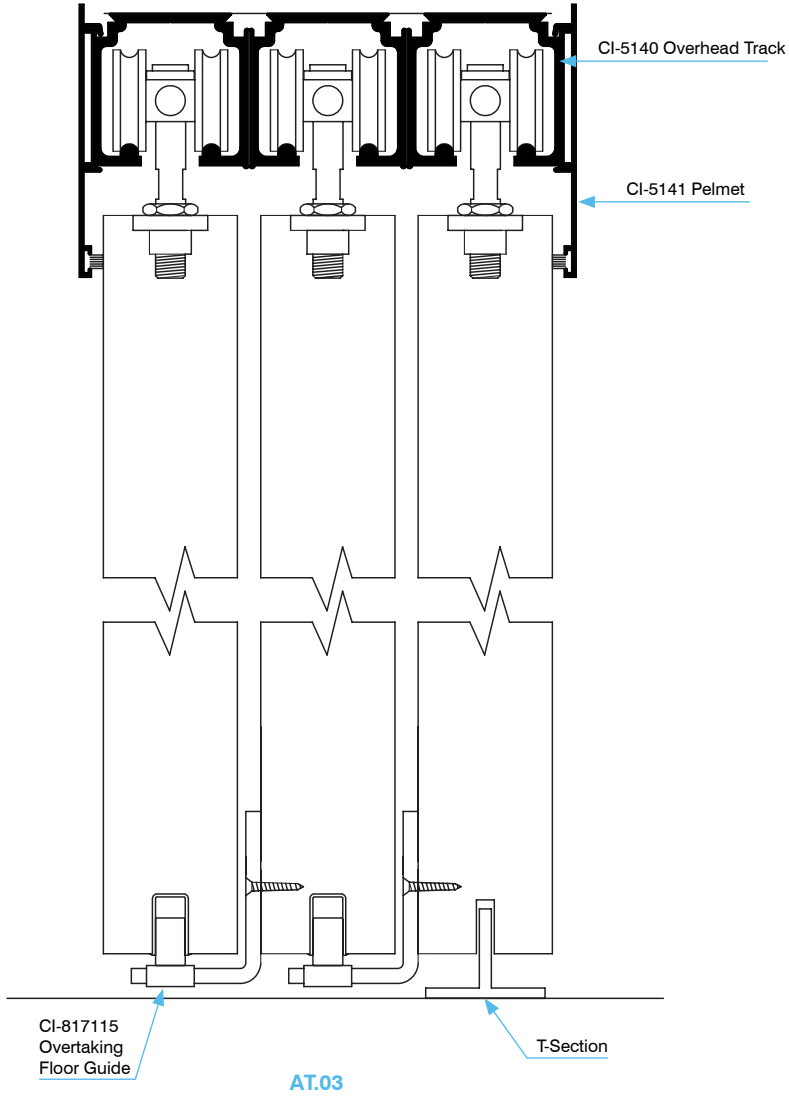 CI-5140 Overhead Track
CI-5141 Pelmet
CI-817115
Overtaking
Floor Guide
T-Section
AT.03